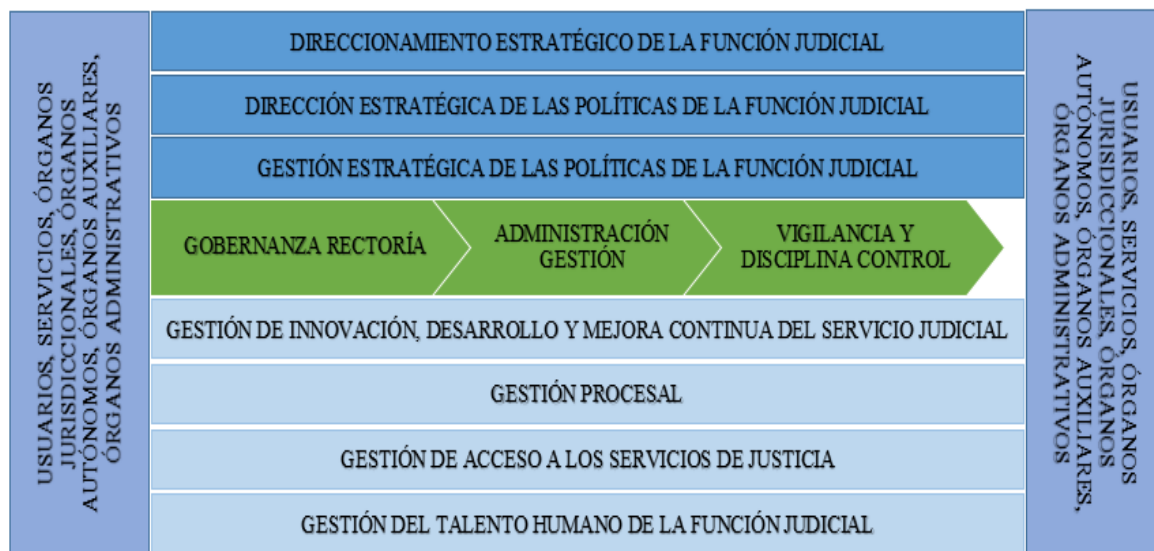 USUARIOS, SERVICIOS, ÓRGANOS
JURISDICCIONALES, ÓRGANOS
AUTÓNOMOS, ÓRGANOS AUXILIARES,
ÓRGANOS ADMINISTRATIVOS
DIRECCIONAMIENTO ESTRATÉGICO DE LA FUNCIÓN JUDICIAL
DIRECCIÓN ESTRATÉGICA DE LAS POLÍTICAS DE LA FUNCIÓN JUDICIAL
GESTIÓN ESTRATÉGICA DE LAS POLÍTICAS DE LA FUNCIÓN JUDICIAL
GOBERNANZA RECTORÍA
ADMINISTRACIÓN
GESTIÓN
VIGILANCIA Y
DISCIPLINA CONTROL
GESTIÓN DE INNOVACIÓN, DESARROLLO Y MEJORA CONTINUA DEL SERVICIO JUDICIAL
GESTIÓN PROCESAL
GESTIÓN DE ACCESO A LOS SERVICIOS DE JUSTICIA
GESTIÓN DEL TALENTO HUMANO DE LA FUNCIÓN JUDICIAL
USUARIOS, SERVICIOS, ÓRGANOS
JURISDICCIONALES, ÓRGANOS
AUTÓNOMOS, ÓRGANOS AUXILIARES,
ÓRGANOS ADMINISTRATIVOS